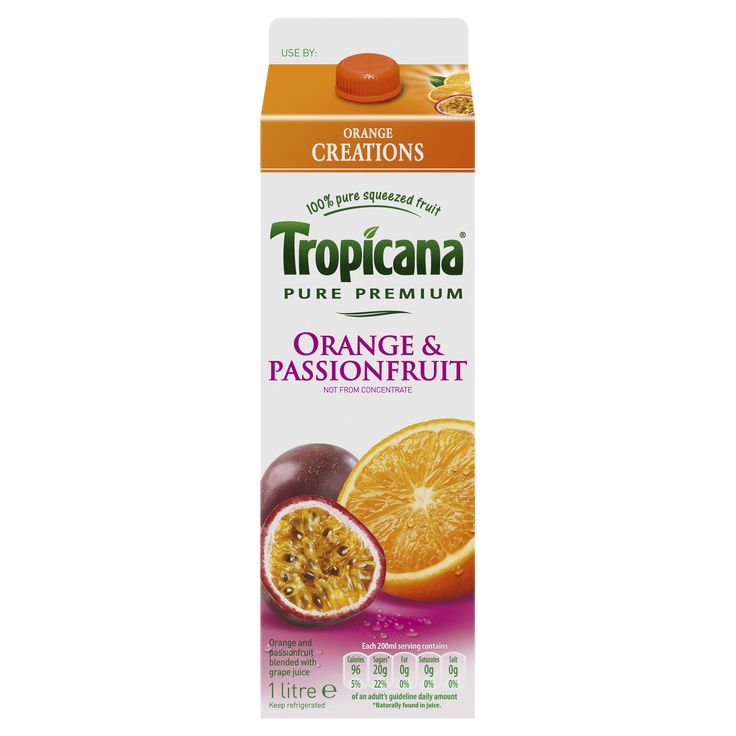 USE BY:
ORANGE
CREATIONS
100% pure squeezed fruit
Tropicana®
PURE PREMIUM
ORANGE &
PASSIONFRUIT
NOT FROM CONCENTRATE
Orange and
passionfruit
blended with
grape juice
1 litre ℮
Keep refrigerated
Each 200ml serving contains
Calories Sugars* Fat Saturates Salt
96 20g 0g 0g 0g
5% 22% 0% 0% 0%
of an adult's guideline daily amount
*Naturally found in juice.